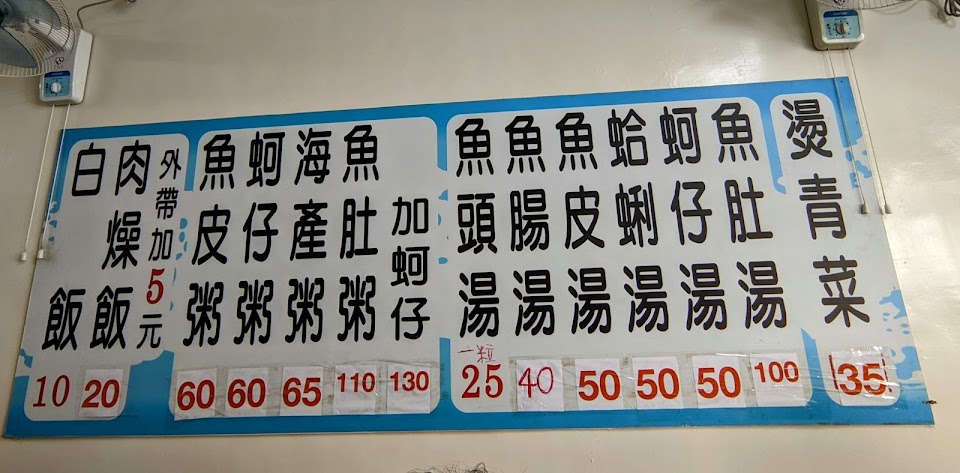 燙青菜
35
魚肚湯
100
蚵仔湯
50
蛤蜊湯
50
魚皮湯
50
魚腸湯
40
魚頭湯
一粒
25
加蚵仔
130
魚肚粥
110
海產粥
65
蚵仔粥
60
魚皮粥
60
外帶加5元
肉燥飯
20
白飯
10